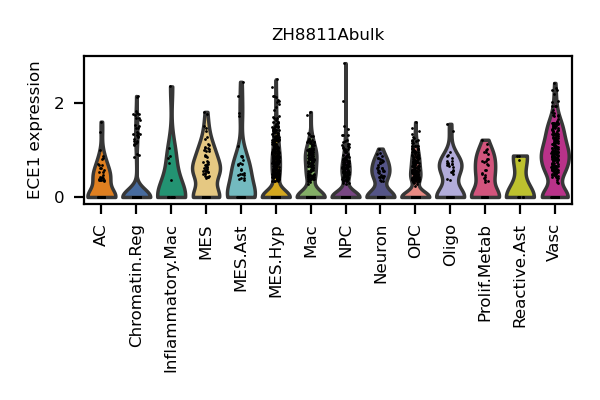 ZH8811Abulk
ECE1 expression
2
0
AC
Chromatin.Reg
Inflammatory.Mac
MES
MES.Ast
MES.Hyp
Mac
NPC
Neuron
OPC
Oligo
Prolif.Metab
Reactive.Ast
Vasc